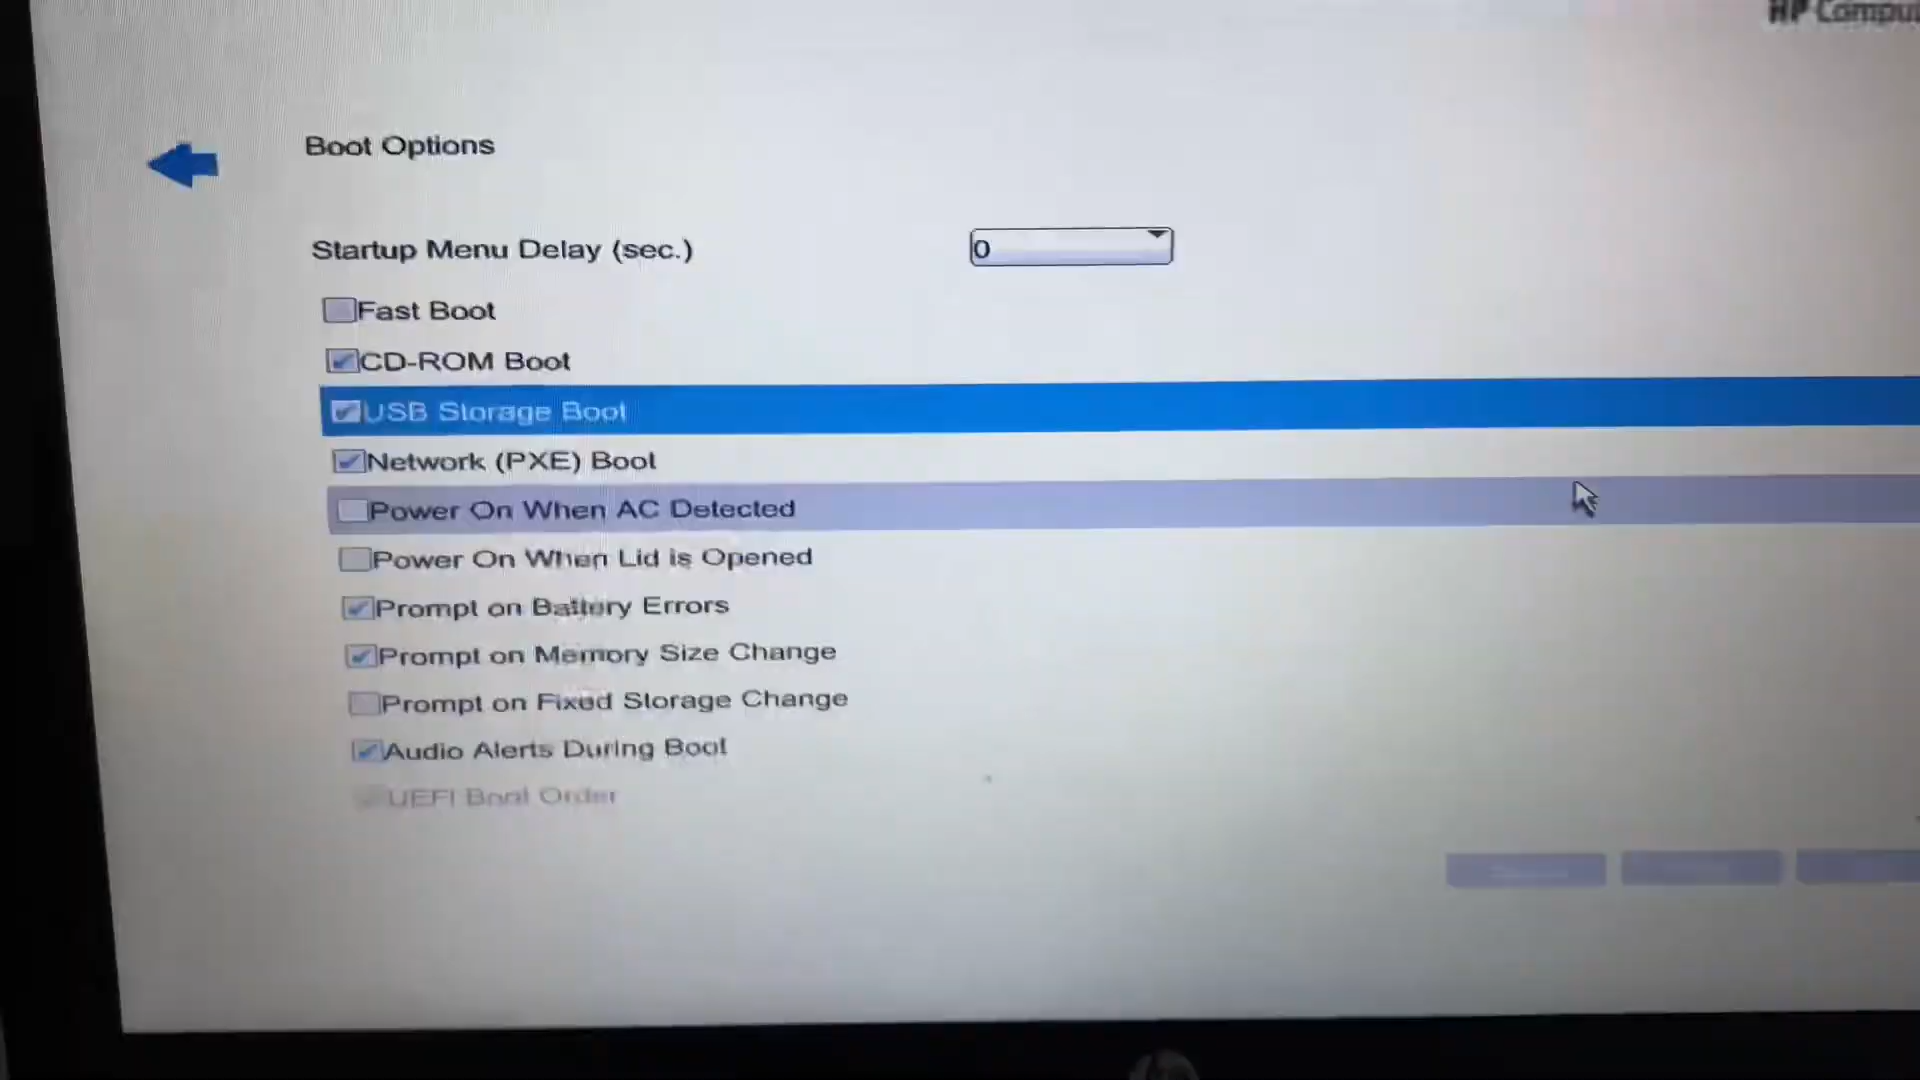 HP Compu
Boot Options
Startup Menu Delay (sec.)
0
Fast Boot
CD-ROM Boot
USB Storage Boot
Network (PXE) Boot
Power On When AC Detected
Power On When Lid is Opened
Prompt on Battery Errors
Prompt on Memory Size Change
Prompt on Fixed Storage Change
Audio Alerts During Boot
UEFI Boot Order